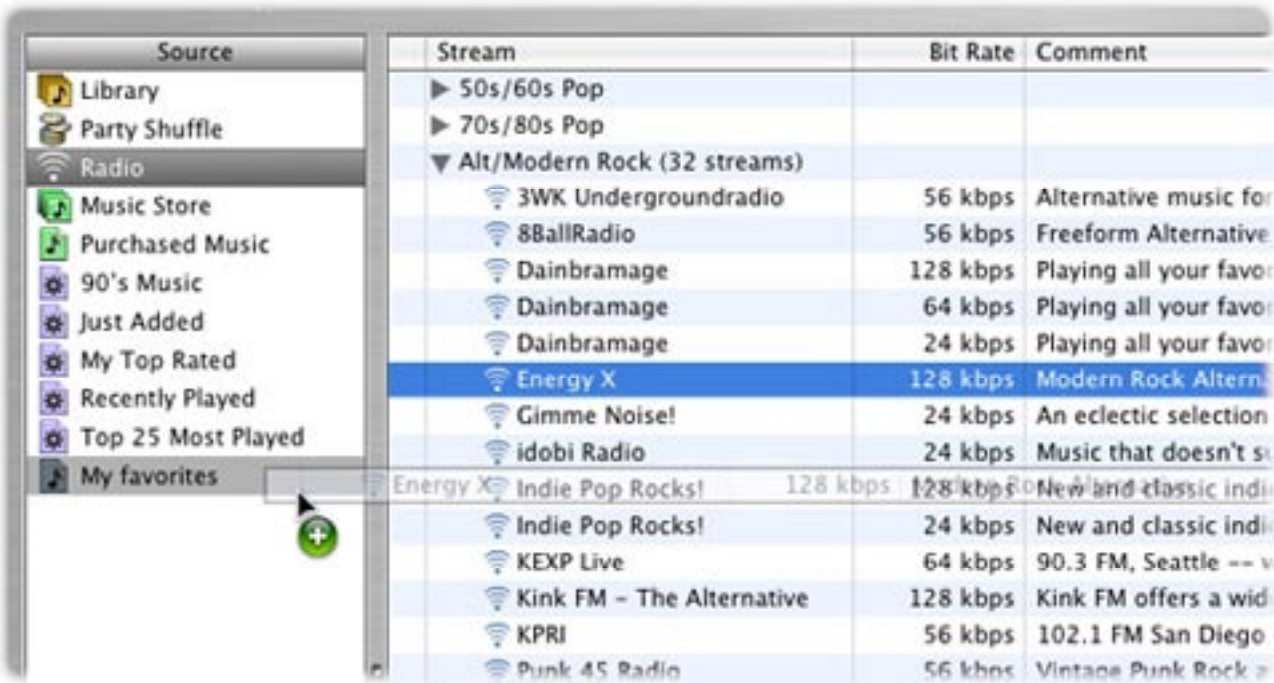 Source
Library
Party Shuffle
Radio
Music Store
Purchased Music
90's Music
Just Added
My Top Rated
Recently Played
Top 25 Most Played
My favorites
Stream Bit Rate Comment
50s/60s Pop
70s/80s Pop
Alt/Modern Rock (32 streams)
3WK Undergroundradio 56 kbps Alternative music for
8BallRadio 56 kbps Freeform Alternative
Dainbramage 128 kbps Playing all your
Dainbramage 64 kbps Playing all your
Dainbramage 24 kbps Playing all your
Energy X 128 kbps Modern Rock
Gimme Noise! 24 kbps An eclectic selection
idobi Radio 24 kbps Music that doesn't
Energy X 128 kbps
Indie Pop Rocks! 128 kbps New and classic
Indie Pop Rocks! 24 kbps New and classic
KEXP Live 64 kbps 90.3 FM, Seattle --
Kink FM - The Alternative 128 kbps Kink FM offers a
KPRI 56 kbps 102.1 FM San Diego
Punk 45 Radio 56 kbps Vintage Punk Rock